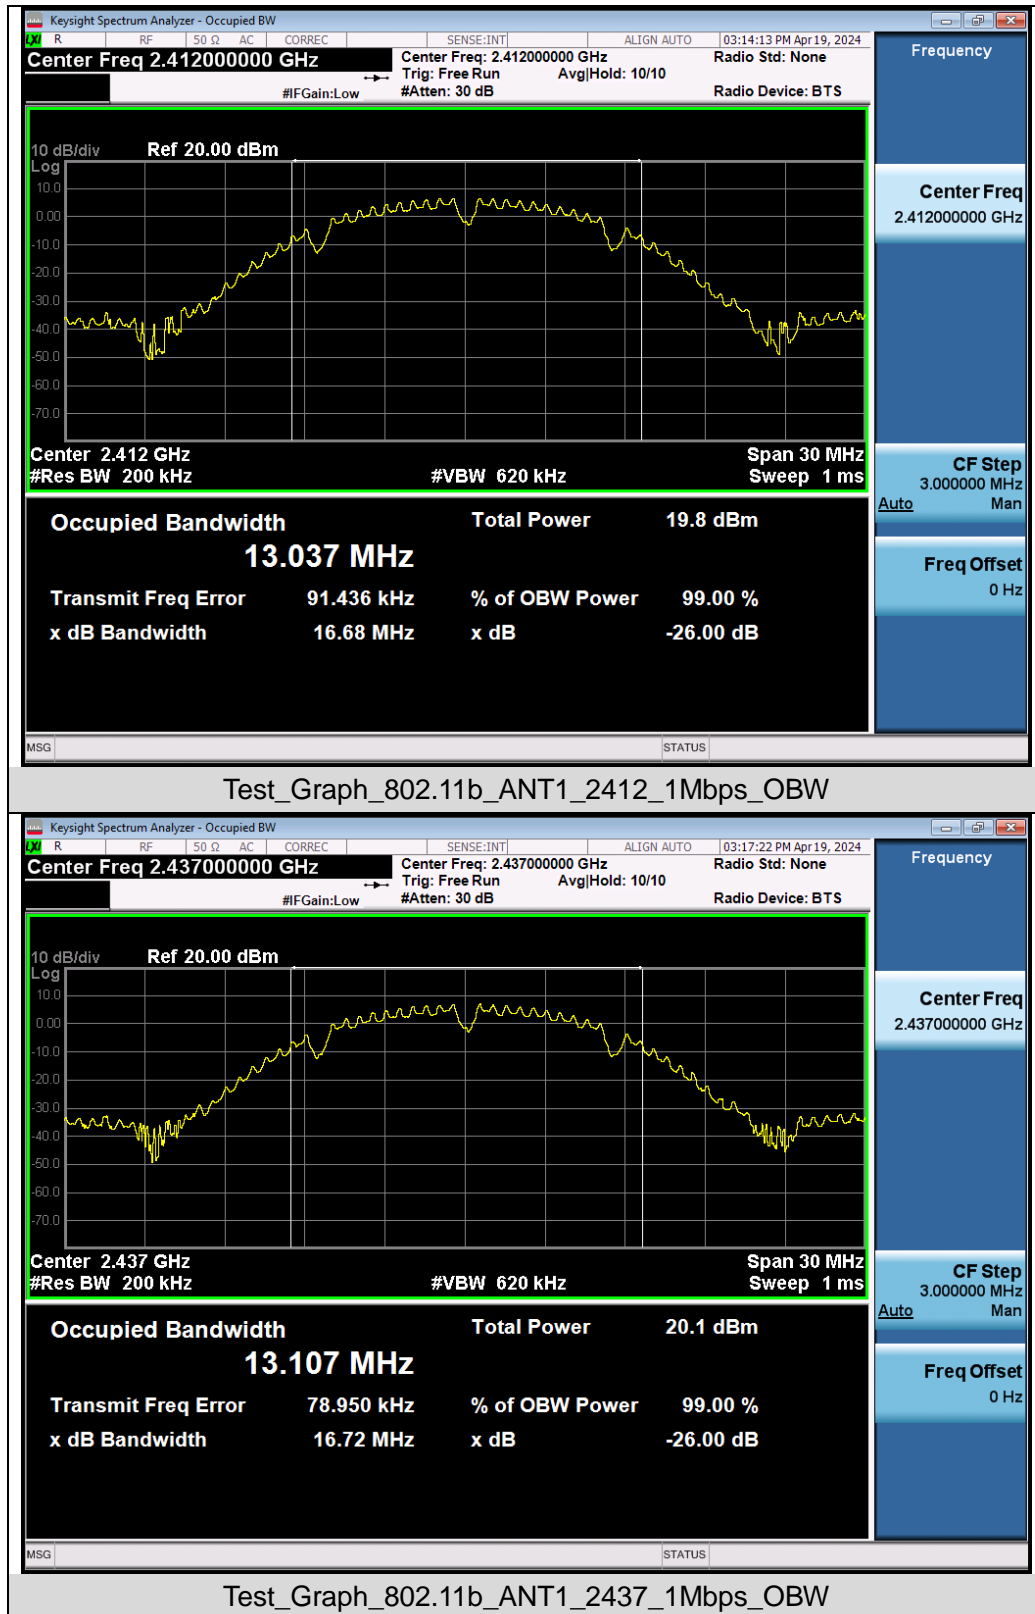 Keysight Spectrum Analyzer - Occupied BW
LXI R RF 50 Ω AC CORREC SENSE:INT ALIGN AUTO 03:14:13 PM Apr 19, 2024
Center Freq 2.412000000 GHz
Center Freq: 2.412000000 GHz
Radio Std: None
Trig: Free Run Avg|Hold: 10/10
#IFGain:Low
#Atten: 30 dB
Radio Device: BTS
Frequency
10 dB/div Ref 20.00 dBm
Log
10.0
0.00
-10.0
-20.0
-30.0
-40.0
-50.0
-60.0
-70.0
Center Freq
2.412000000 GHz
Center 2.412 GHz
Span 30 MHz
#Res BW 200 kHz
#VBW 620 kHz
Sweep 1 ms
CF Step
3.000000 MHz
Auto Man
Freq Offset
0 Hz
Occupied Bandwidth
Total Power 19.8 dBm
13.037 MHz
Transmit Freq Error 91.436 kHz
% of OBW Power 99.00 %
x dB Bandwidth 16.68 MHz
x dB -26.00 dB
MSG STATUS
Test_Graph_802.11b_ANT1_2412_1Mbps_OBW
Keysight Spectrum Analyzer - Occupied BW
LXI R RF 50 Ω AC CORREC SENSE:INT ALIGN AUTO 03:17:22 PM Apr 19, 2024
Center Freq 2.437000000 GHz
Center Freq: 2.437000000 GHz
Radio Std: None
Trig: Free Run Avg|Hold: 10/10
#IFGain:Low
#Atten: 30 dB
Radio Device: BTS
Frequency
10 dB/div Ref 20.00 dBm
Log
10.0
0.00
-10.0
-20.0
-30.0
-40.0
-50.0
-60.0
-70.0
Center Freq
2.437000000 GHz
Center 2.437 GHz
Span 30 MHz
#Res BW 200 kHz
#VBW 620 kHz
Sweep 1 ms
CF Step
3.000000 MHz
Auto Man
Freq Offset
0 Hz
Occupied Bandwidth
Total Power 20.1 dBm
13.107 MHz
Transmit Freq Error 78.950 kHz
% of OBW Power 99.00 %
x dB Bandwidth 16.72 MHz
x dB -26.00 dB
MSG STATUS
Test_Graph_802.11b_ANT1_2437_1Mbps_OBW